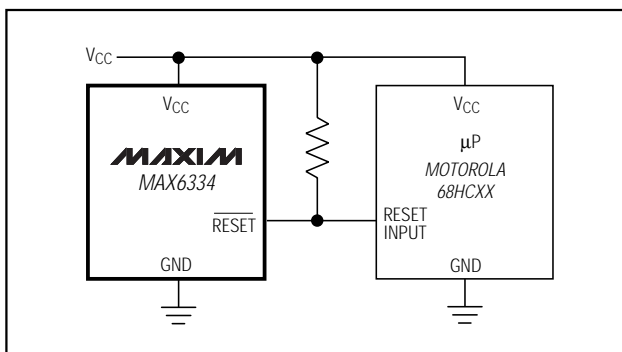 VCC
VCC
MAXIM
MAX6334
RESET
GND
VCC
μP
MOTOROLA
68HCXX
RESET
INPUT
GND